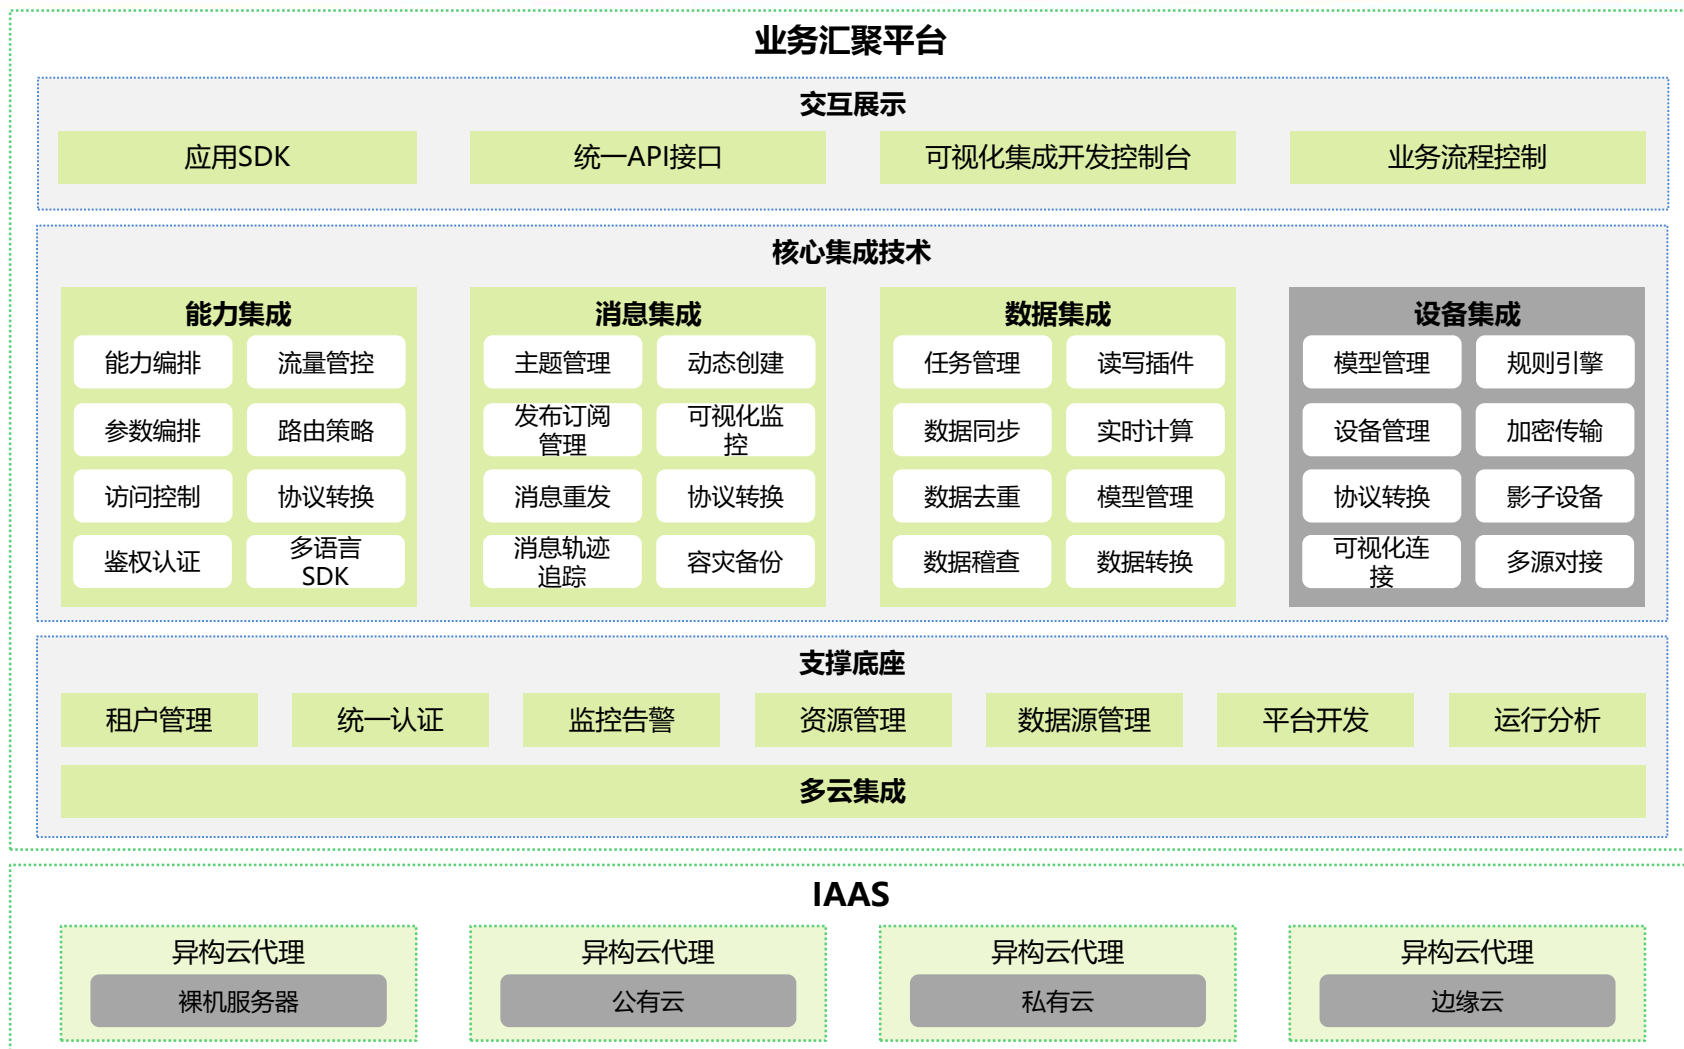 业务汇聚平台
交互展示
应用SDK
统一API接口
可视化集成开发控制台
业务流程控制
核心集成技术
能力集成
能力编排
流量管控
参数编排
路由策略
访问控制
协议转换
鉴权认证
多语言
SDK
消息集成
主题管理
动态创建
发布订阅
管理
可视化监
控
消息重发
协议转换
消息轨迹
追踪
容灾备份
数据集成
任务管理
读写插件
数据同步
实时计算
数据去重
模型管理
数据稽查
数据转换
设备集成
模型管理
规则引擎
设备管理
加密传输
协议转换
影子设备
可视化连
接
多源对接
支撑底座
租户管理
统一认证
监控告警
资源管理
数据源管理
平台开发
运行分析
多云集成
IAAS
异构云代理
裸机服务器
异构云代理
公有云
异构云代理
私有云
异构云代理
边缘云